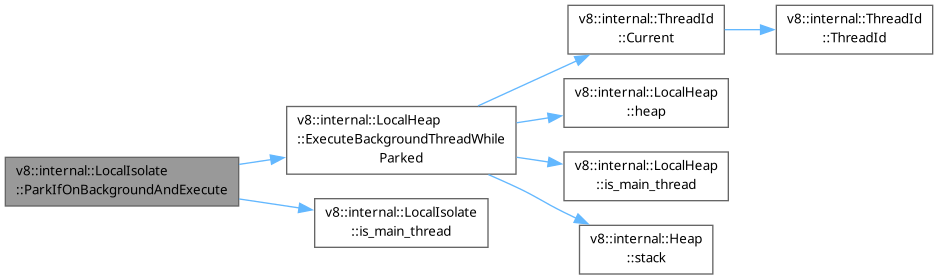 v8::internal::LocalIsolate
::ParkIfOnBackgroundAndExecute
v8::internal::LocalHeap
::ExecuteBackgroundThreadWhile
Parked
v8::internal::LocalIsolate
::is_main_thread
v8::internal::ThreadId
::Current
v8::internal::ThreadId
::ThreadId
v8::internal::LocalHeap
::heap
v8::internal::LocalHeap
::is_main_thread
v8::internal::Heap
::stack